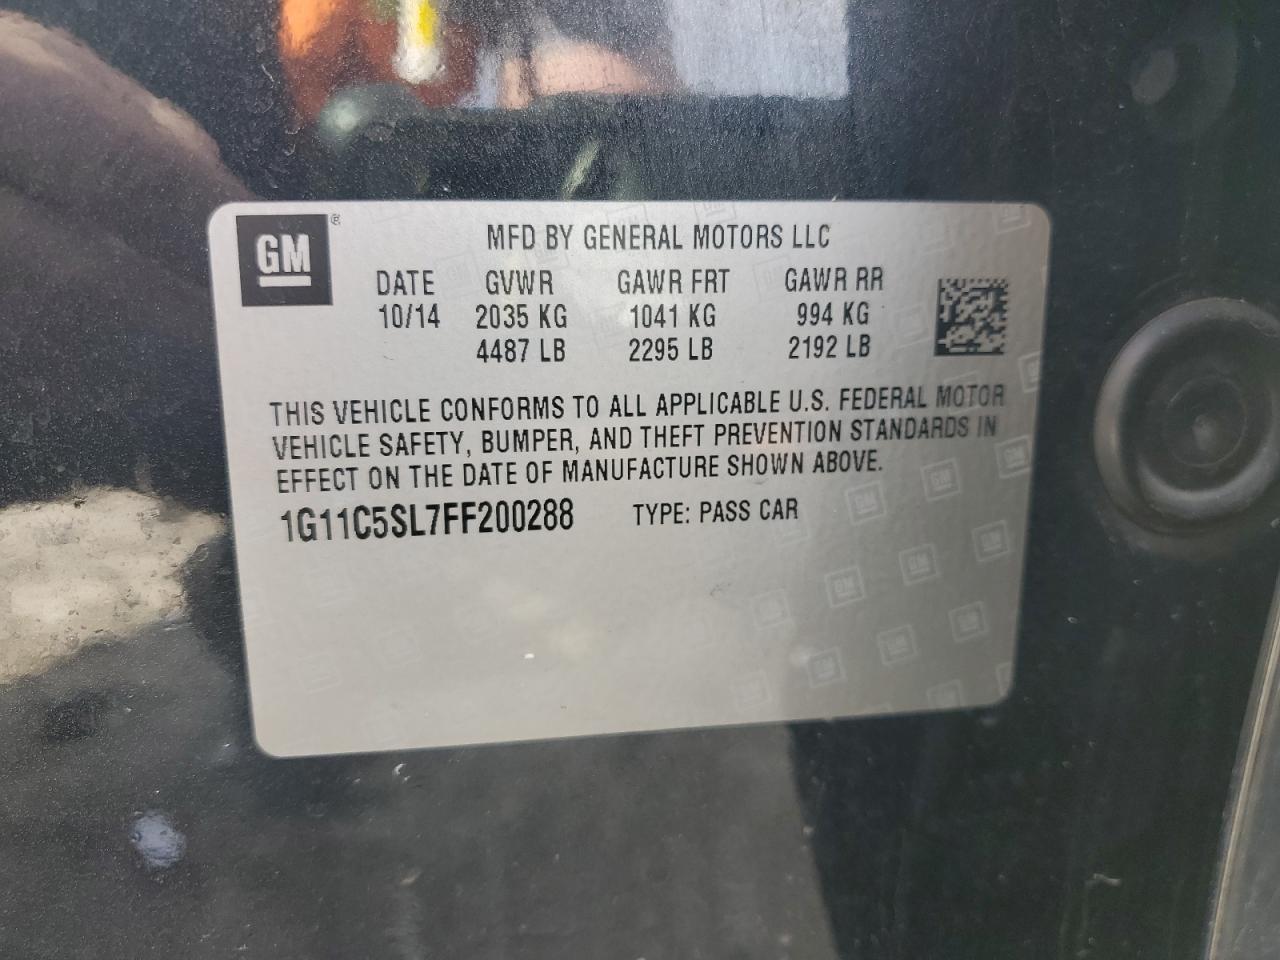 GM ®
MFD BY GENERAL MOTORS LLC
DATE GVWR GAWR FRT GAWR RR
10/14 2035 KG 1041 KG 994 KG
4487 LB 2295 LB 2192 LB
THIS VEHICLE CONFORMS TO ALL APPLICABLE U.S. FEDERAL MOTOR
VEHICLE SAFETY, BUMPER, AND THEFT PREVENTION STANDARDS IN
EFFECT ON THE DATE OF MANUFACTURE SHOWN ABOVE.
1G11C5SL7FF200288 TYPE: PASS CAR